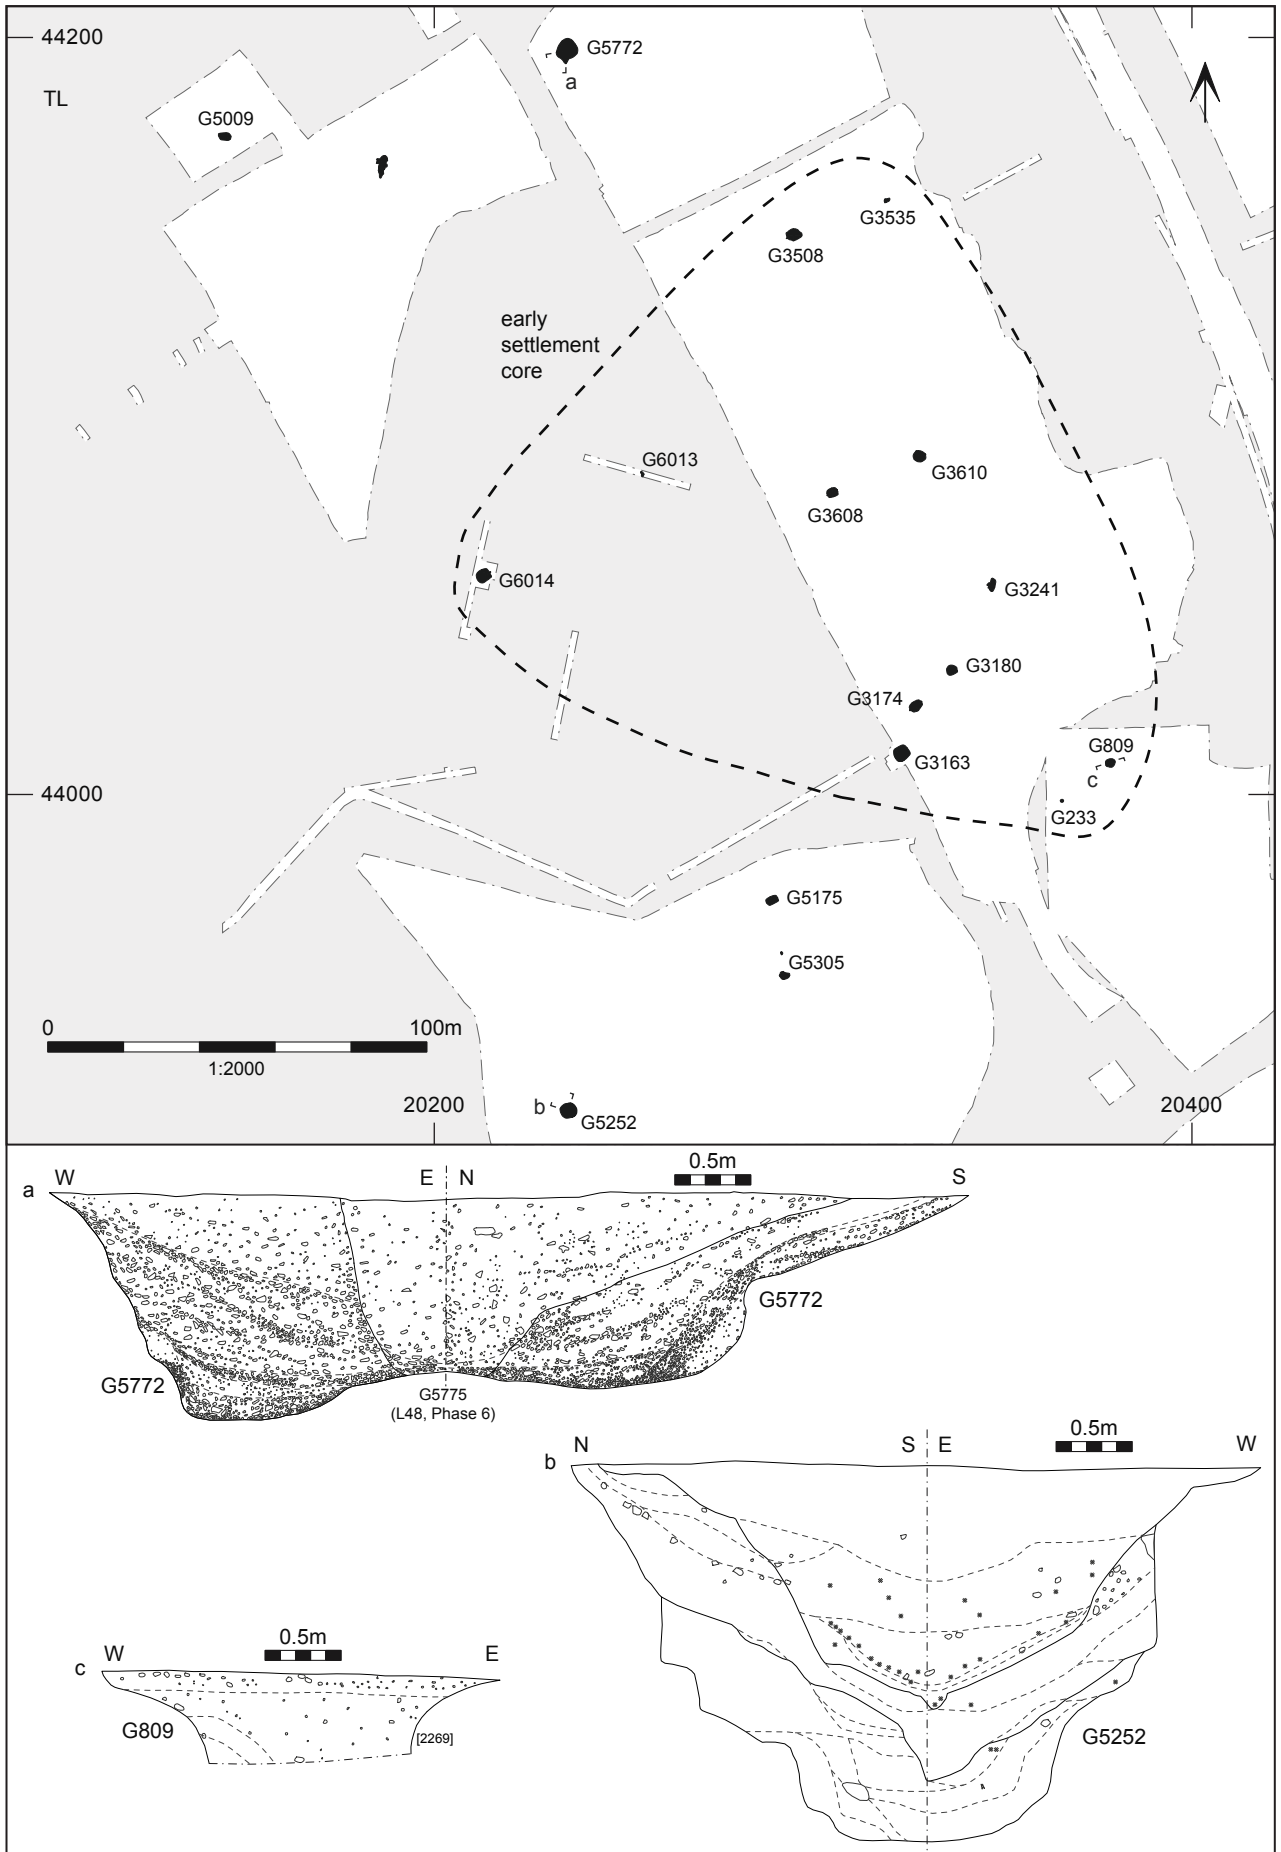 44200
TL
G5772
a
G5009
G3535
G3508
early
settlement
core
G6013
G3610
G3608
G6014
G3241
G3180
G3174
G3163
G809
c
44000
G233
G5175
G5305
0
100m
1:2000
20200
20400
b
G5252
a
W
E
N
0.5m
S
G5772
G5772
G5775
(L48, Phase 6)
0.5m
b
N
S
E
W
G5252
0.5m
c
W
E
G809
[2269]